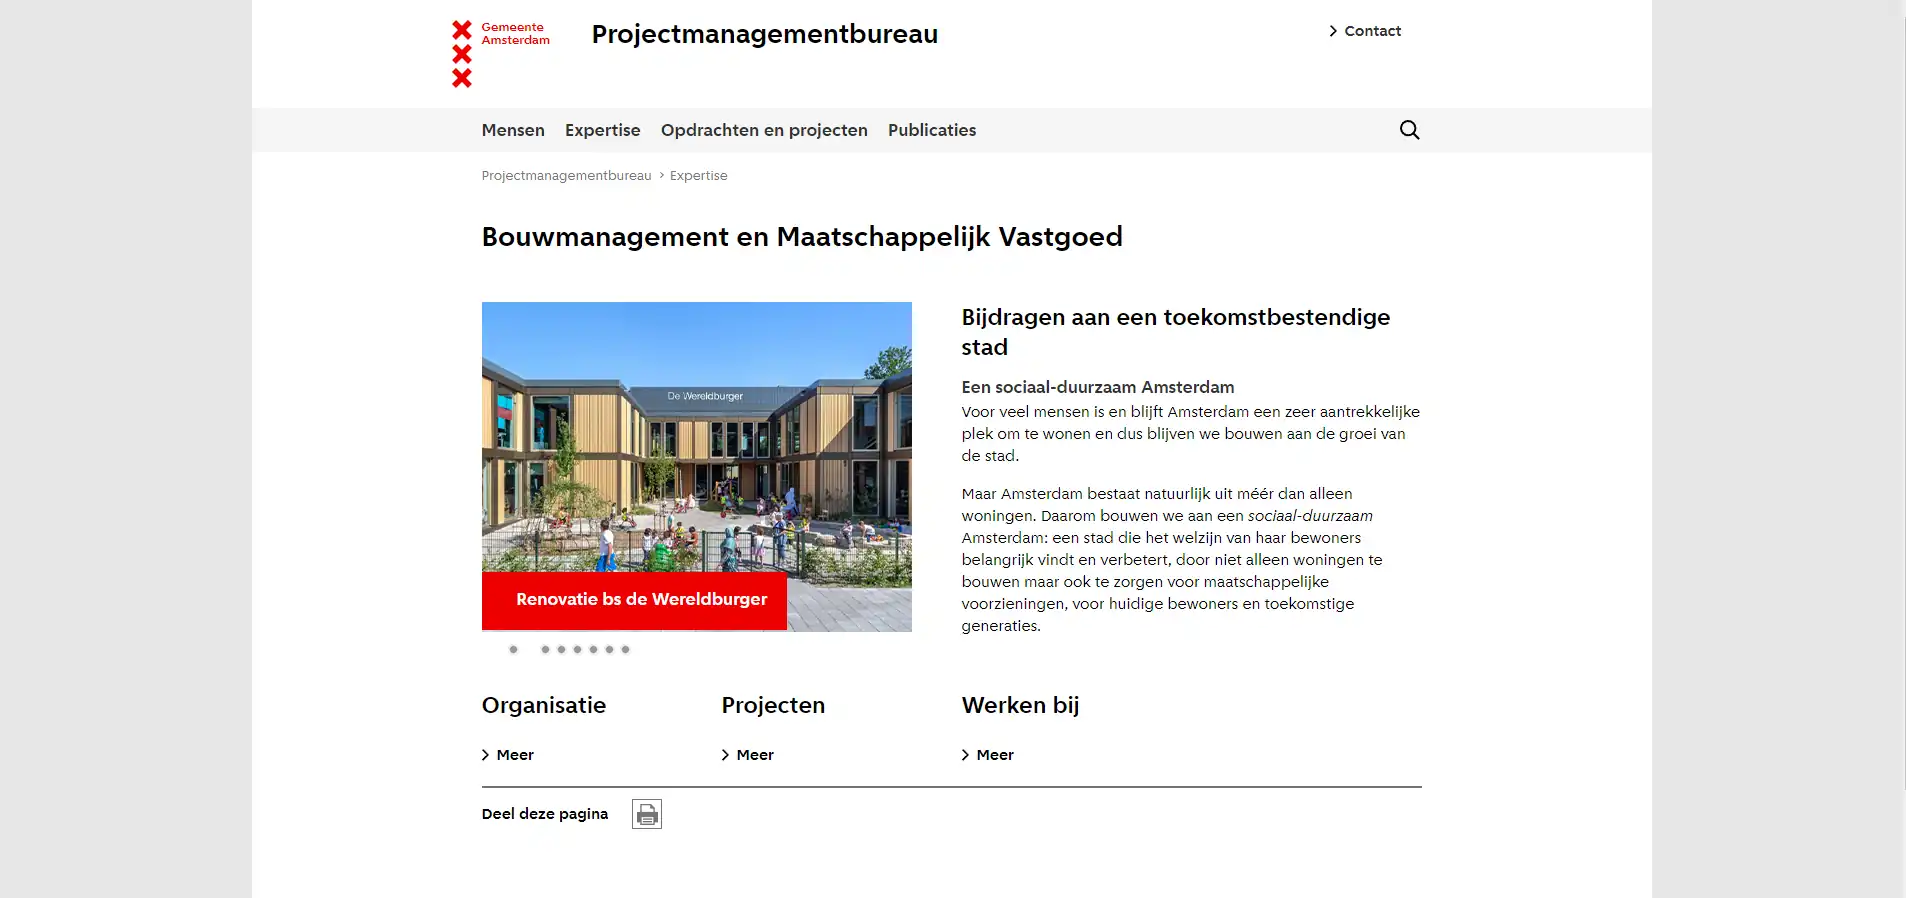 Gemeente
Amsterdam
Projectmanagementbureau
Contact
Mensen
Expertise
Opdrachten en projecten
Publicaties
Projectmanagementbureau > Expertise
Bouwmanagement en Maatschappelijk Vastgoed
De Wereldburger
Renovatie bs de Wereldburger
Bijdragen aan een toekomstbestendige
stad
Een sociaal-duurzaam Amsterdam
Voor veel mensen is en blijft Amsterdam een zeer aantrekkelijke
plek om te wonen en dus blijven we bouwen aan de groei van
de stad.
Maar Amsterdam bestaat natuurlijk uit méér dan alleen
woningen. Daarom bouwen we aan een sociaal-duurzaam
Amsterdam: een stad die het welzijn van haar bewoners
belangrijk vindt en verbetert, door niet alleen woningen te
bouwen maar ook te zorgen voor maatschappelijke
voorzieningen, voor huidige bewoners en toekomstige
generaties.
Organisatie
Meer
Projecten
Meer
Werken bij
Meer
Deel deze pagina